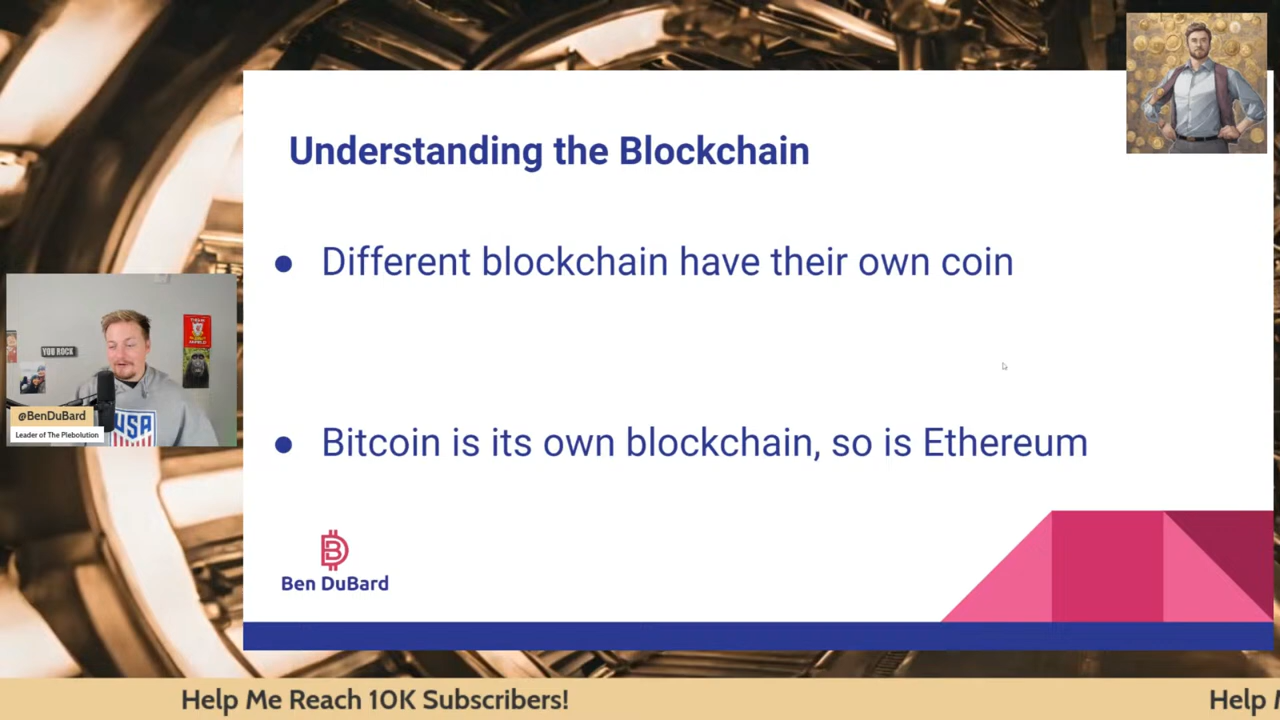 Understanding the Blockchain
● Different blockchain have their own coin
● Bitcoin is its own blockchain, so is Ethereum
Ben DuBard
YOU ROCK
@BenDuBard
Leader of The Plebolution
USA
Help Me Reach 10K Subscribers!
Help